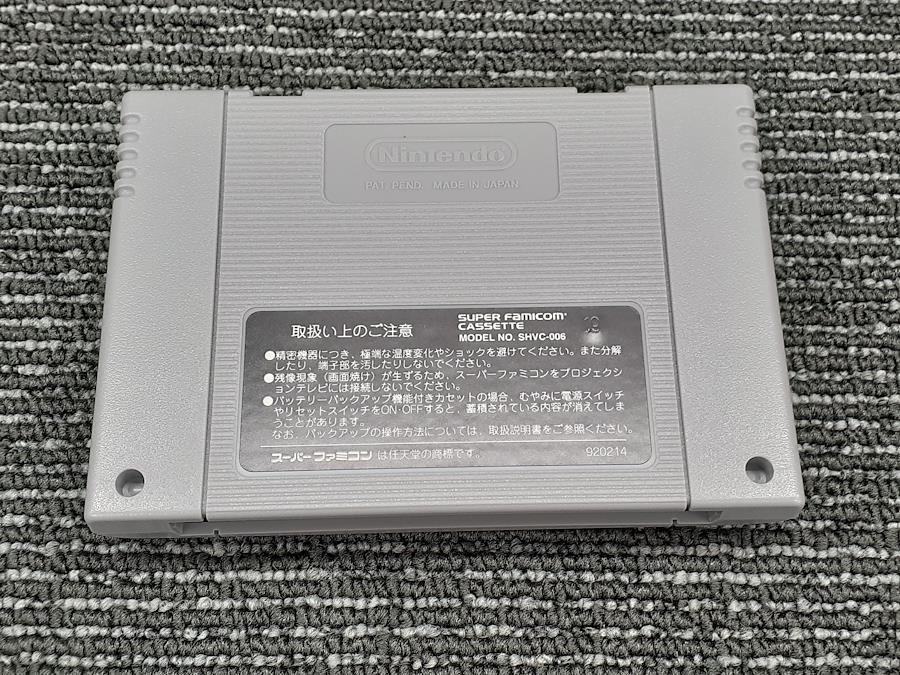 Nintendo
PAT. PEND. MADE IN JAPAN
取扱い上のご注意
SUPER FAMICOM
CASSETTE
MODEL NO. SHVC-006
●精密機器につき、極端な温度変化やショックを避けてください。また分解
したり、端子部を汚したりしないでください。
●残像現象（画面焼け）が生ずるため、スーパーファミコンをプロジェクシ
ョンテレビには接続しないでください。
●バッテリーバックアップ機能付きカセットの場合、むやみに電源スイッチ
やリセットスイッチをON・OFFすると、蓄積されている内容が消えてしま
うことがあります。
なお、バックアップの操作方法については、取扱説明書をご参照ください。
スーパーファミコン は任天堂の商標です。
920214